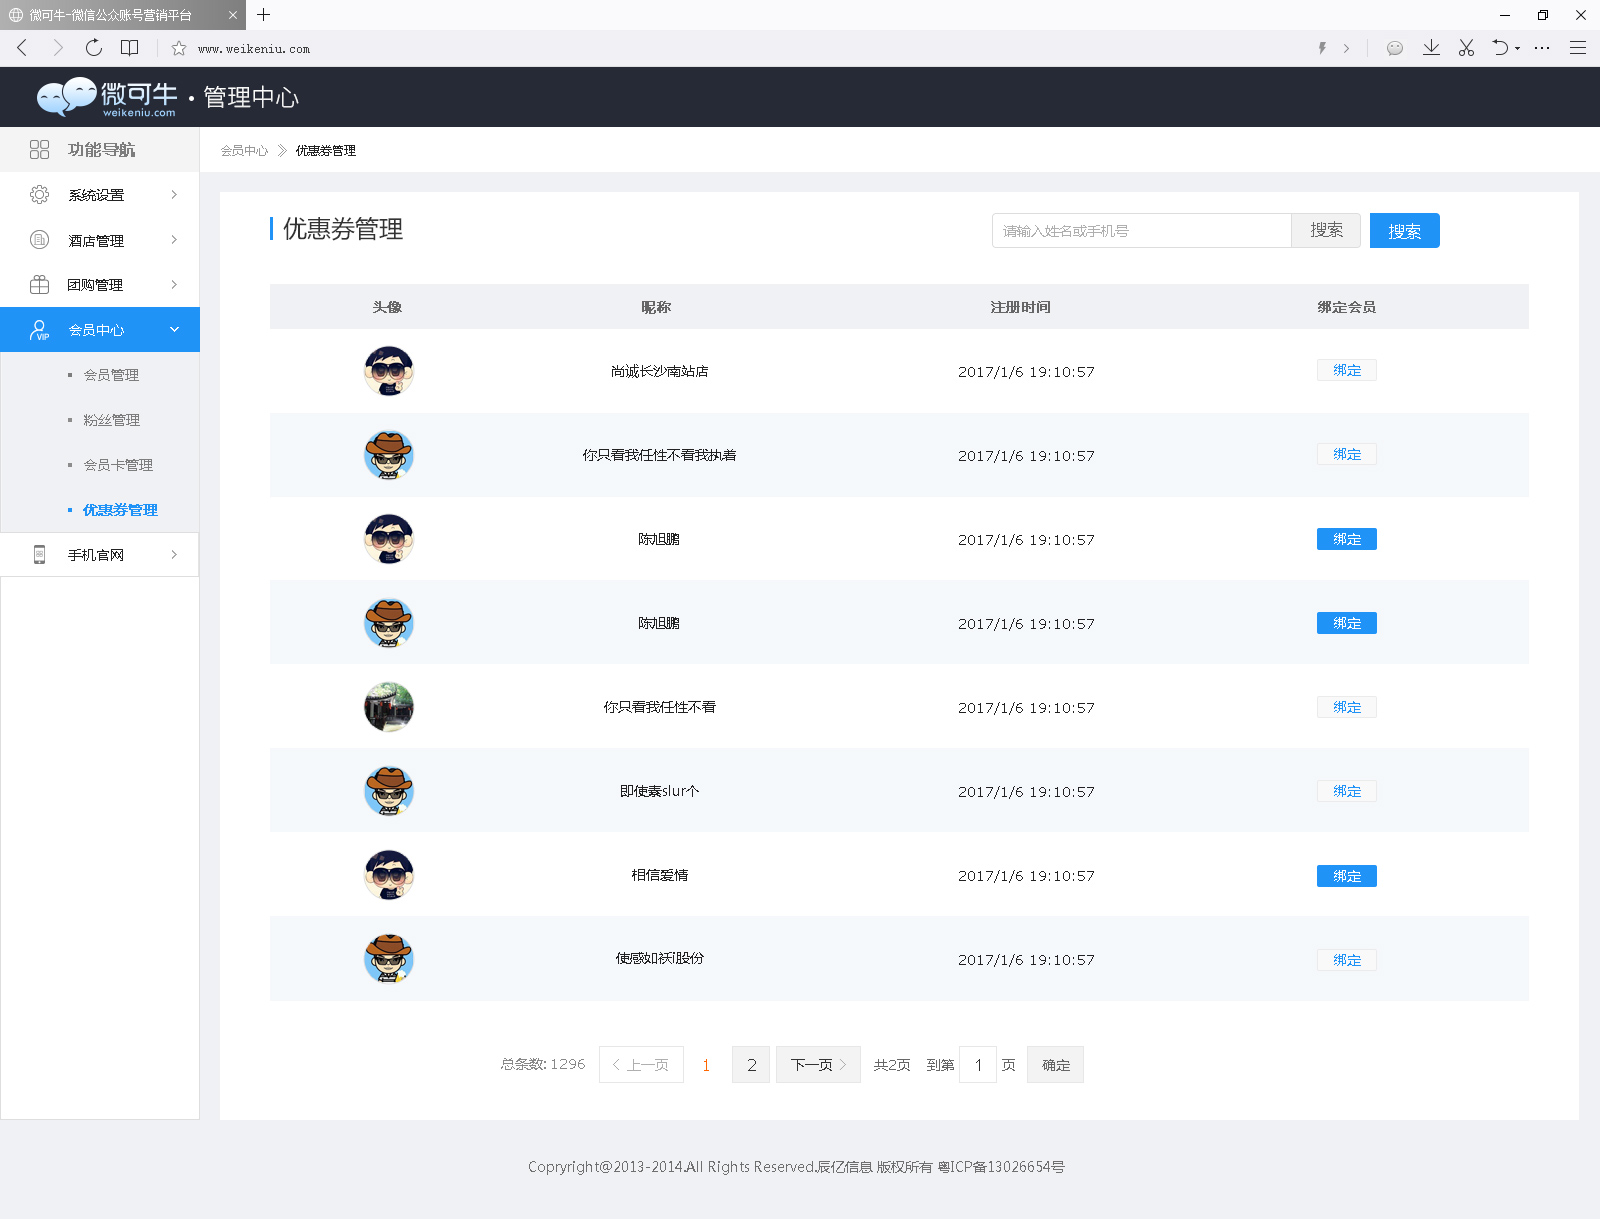 微可牛-微信公众账号营销平台
www.weikeniu.com
微可牛 · 管理中心
weikeniu.com
功能导航
会员中心 优惠券管理
系统设置
酒店管理
团购管理
会员中心
VIP
会员管理
粉丝管理
会员卡管理
优惠券管理
手机官网
优惠券管理
请输入姓名或手机号 搜索 搜索
头像 昵称 注册时间 绑定会员
尚诚长沙南站店 2017/1/6 19:10:57 绑定
你只看我任性不看我执着 2017/1/6 19:10:57 绑定
陈旭鹏 2017/1/6 19:10:57 绑定
陈旭鹏 2017/1/6 19:10:57 绑定
你只看我任性不看 2017/1/6 19:10:57 绑定
即使囊slur个 2017/1/6 19:10:57 绑定
相信爱情 2017/1/6 19:10:57 绑定
使感如祆i股份 2017/1/6 19:10:57 绑定
总条数: 1296 上一页 1 2 下一页 共2页 到第 1 页 确定
Copryright@2013-2014.All Rights Reserved.辰亿信息 版权所有 粤ICP备13026654号